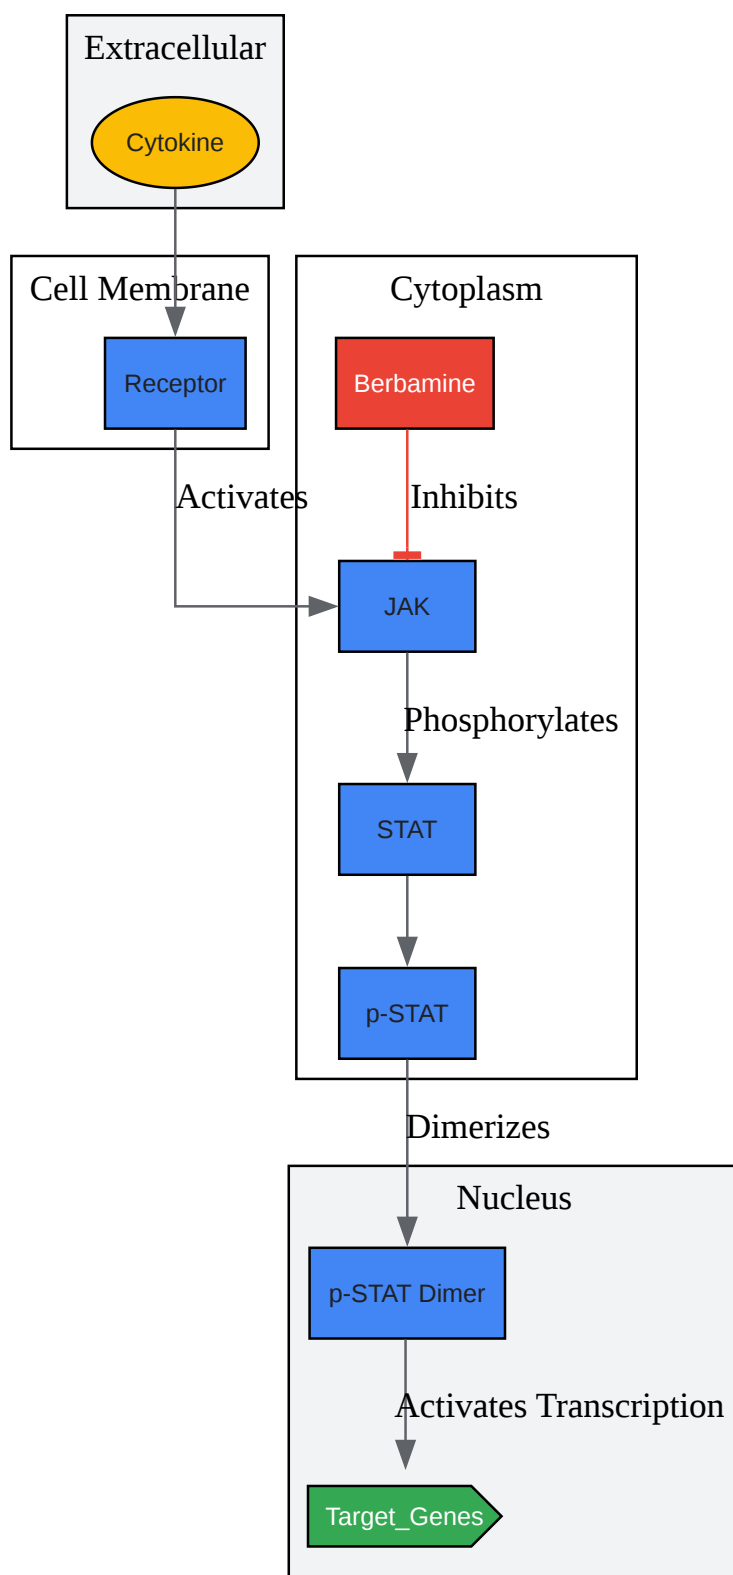 Extracellular
Cytokine
Cell Membrane
Cytoplasm
Receptor
Berbamine
Activates
Inhibits
JAK
Phosphorylates
STAT
p-STAT
Dimerizes
Nucleus
p-STAT Dimer
Activates Transcription
Target_Genes